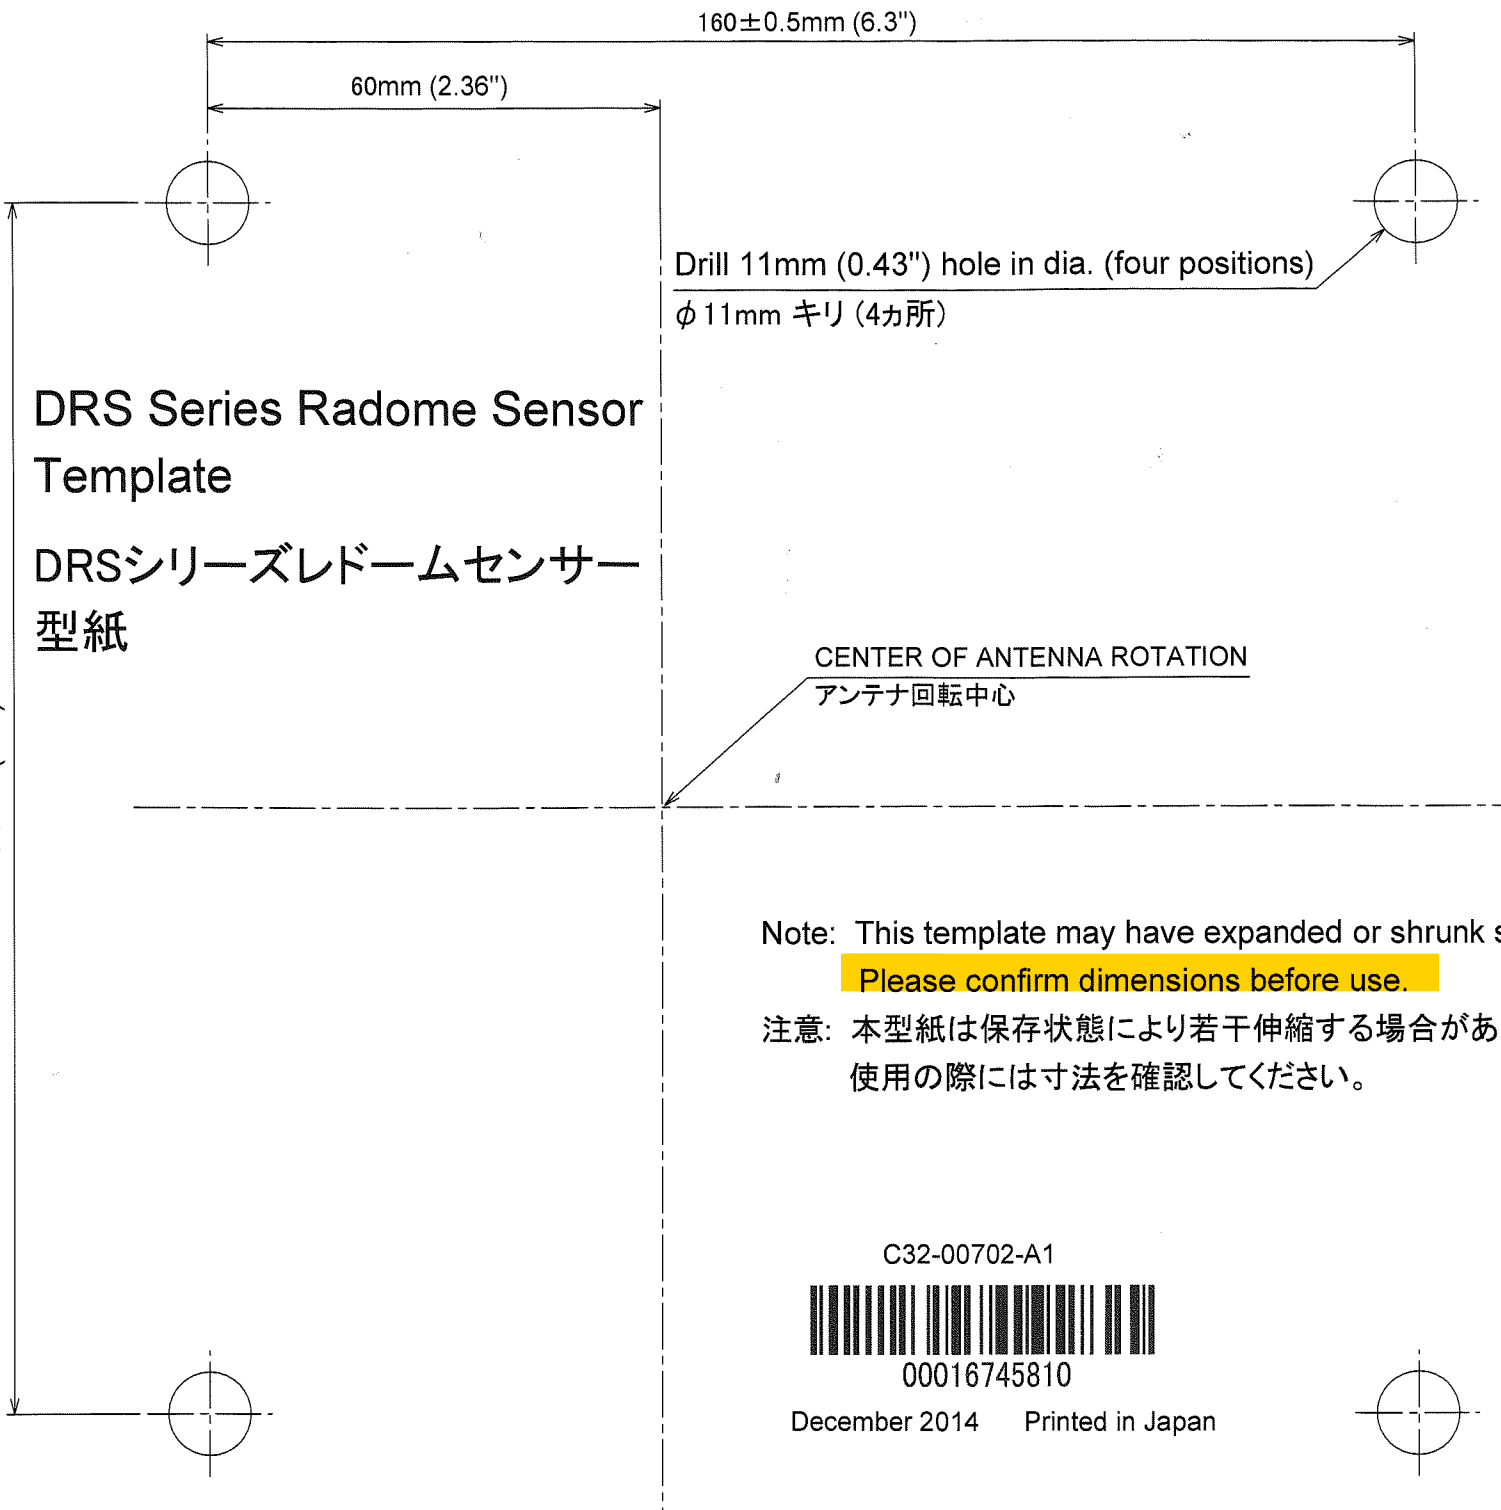 160±0.5mm (6.3")
60mm (2.36")
Drill 11mm (0.43") hole in dia. (four positions)
φ11mm キリ (4ヵ所)
DRS Series Radome Sensor
Template
DRSシリーズレドームセンサー
型紙
CENTER OF ANTENNA ROTATION
アンテナ回転中心
Note: This template may have expanded or shrunk
Please confirm dimensions before use.
注意: 本型紙は保存状態により若干伸縮する場合があ
使用の際には寸法を確認してください。
C32-00702-A1
00016745810
December 2014 Printed in Japan